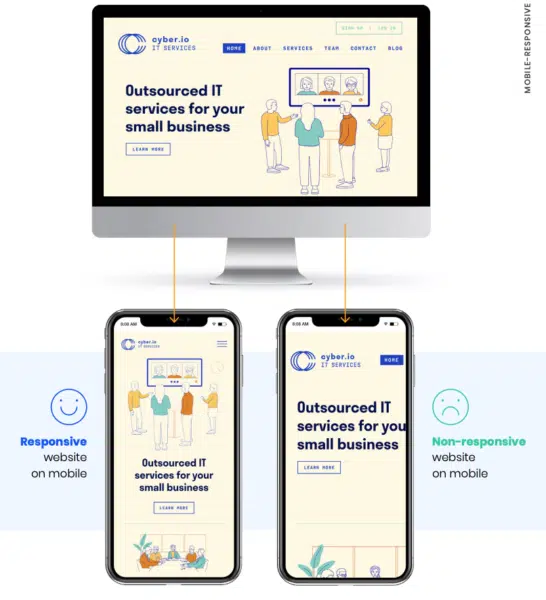 MOBILE-RESPONSIVE
SIGN UP | LOG IN
cyber.io
IT SERVICES
HOME ABOUT SERVICES TEAM CONTACT BLOG
Outsourced IT
services for your
small business
LEARN MORE
9:08 AM
cyber.io
IT SERVICES
Outsourced IT
services for your
small business
LEARN MORE
9:08 AM
cyber.io
IT SERVICES
HOME
Outsourced IT
services for you
small business
LEARN MORE
Responsive
website
on mobile
Non-responsive
website
on mobile